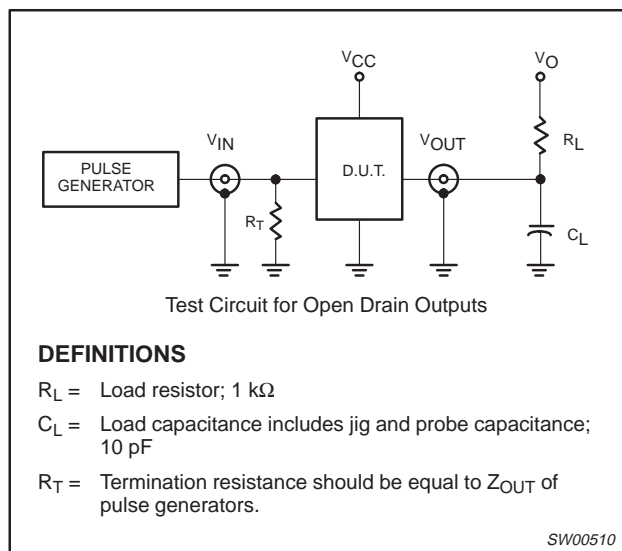 VCC
VO
VIN
VOUT
RL
PULSE
GENERATOR
D.U.T.
RT
CL
Test Circuit for Open Drain Outputs
DEFINITIONS
RL = Load resistor; 1 kΩ
CL = Load capacitance includes jig and probe capacitance;
10 pF
RT = Termination resistance should be equal to ZOUT of
pulse generators.
SW00510